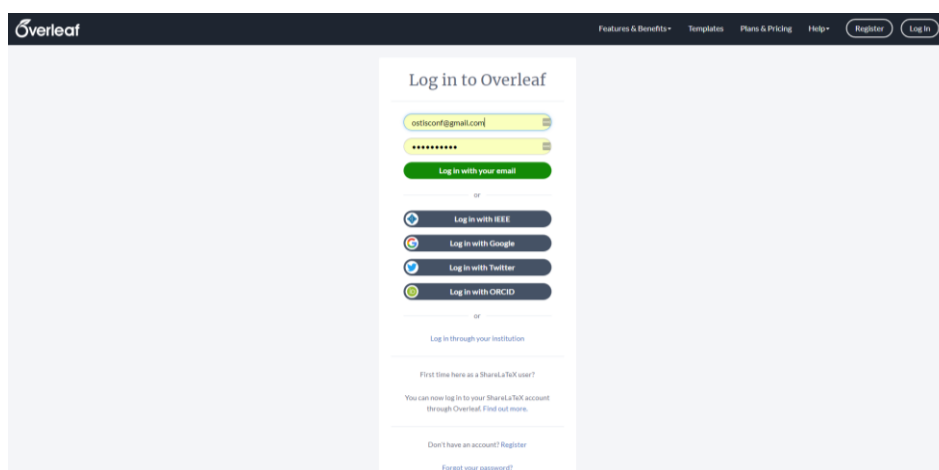 Overleaf
Features & Benefits Templates Plans & Pricing Help Register Log In
Log in to Overleaf
ostisconf@gmail.com
••••••••••
Log in with your email
or
Log in with IEEE
Log in with Google
Log in with Twitter
Log in with ORCID
or
Log in through your institution
First time here as a ShareLaTeX user?
You can now log in to your ShareLaTeX account
through Overleaf. Find out more.
Don't have an account? Register
Forgot your password?